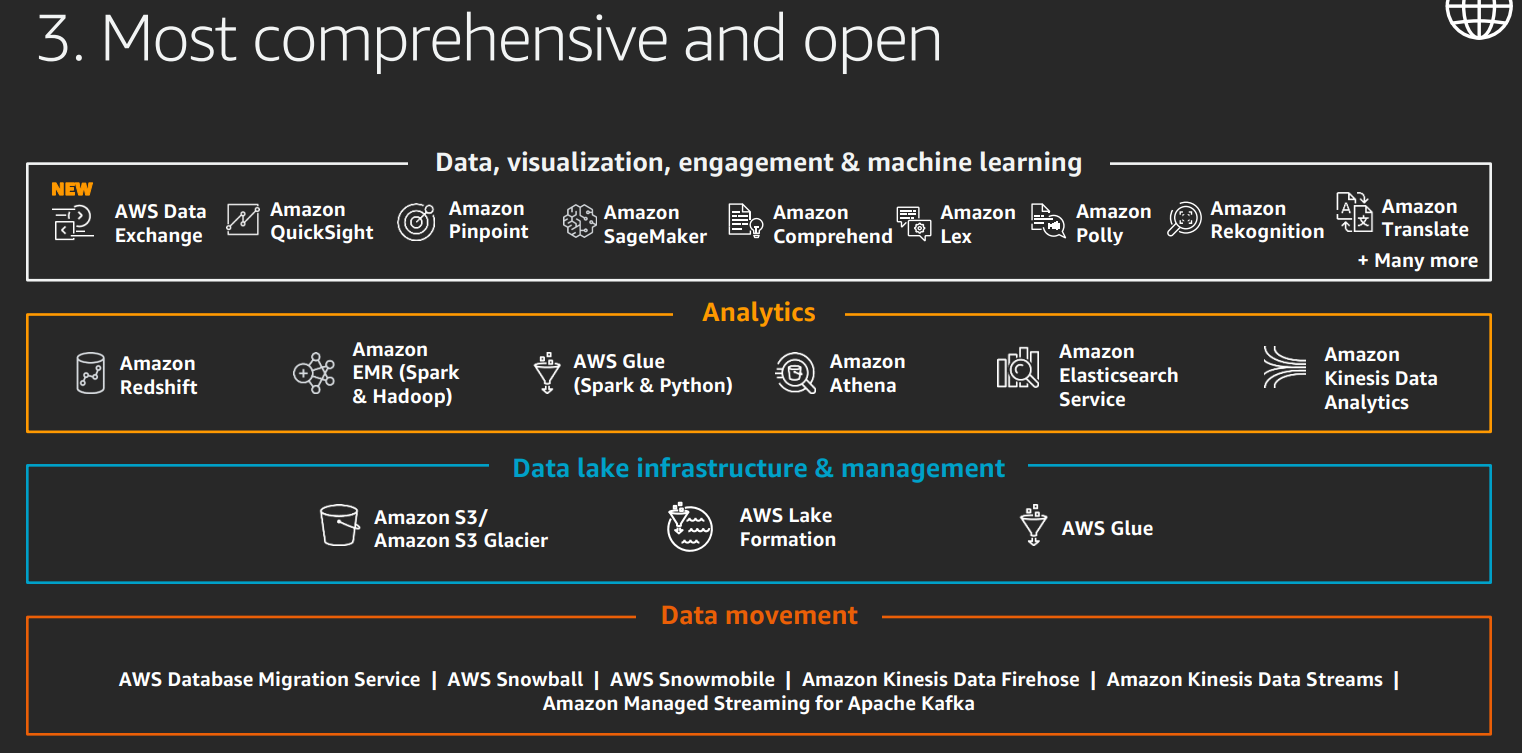 3. Most comprehensive and open
Data, visualization, engagement & machine learning
NEW
AWS Data
Exchange
Amazon
QuickSight
Amazon
Pinpoint
Amazon
SageMaker
Amazon
Comprehend
Amazon
Lex
Amazon
Polly
Amazon
Rekognition
Amazon
Translate
+ Many more
Analytics
Amazon
Redshift
Amazon
EMR (Spark
& Hadoop)
AWS Glue
(Spark & Python)
Amazon
Athena
Amazon
Elasticsearch
Service
Amazon
Kinesis Data
Analytics
Data lake infrastructure & management
Amazon S3/
Amazon S3 Glacier
AWS Lake
Formation
AWS Glue
Data movement
AWS Database Migration Service | AWS Snowball | AWS Snowmobile | Amazon Kinesis Data Firehose | Amazon Kinesis Data Streams |
Amazon Managed Streaming for Apache Kafka